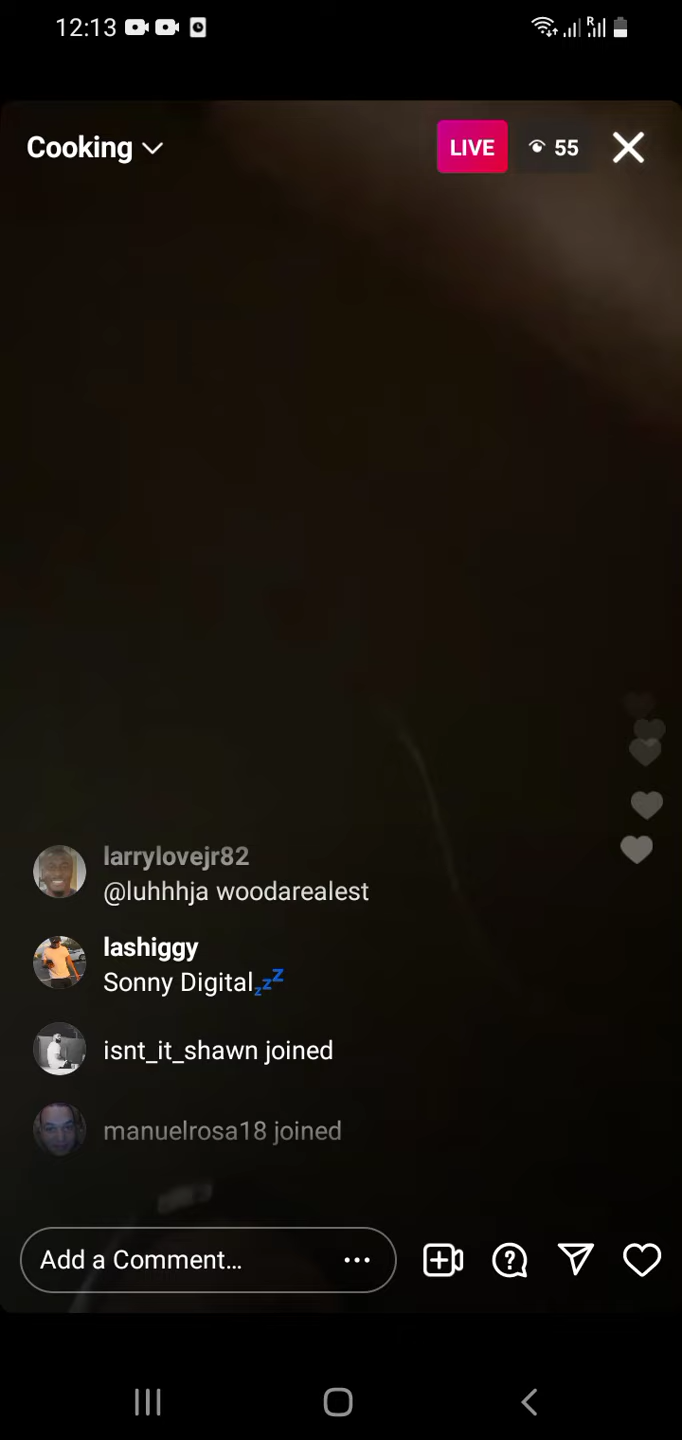 12:13
R
Cooking
LIVE
55
larrylovejr82
@luhhhja woodarealest
lashiggy
Sonny Digital💤
isnt_it_shawn joined
manuelrosa18 joined
Add a Comment...